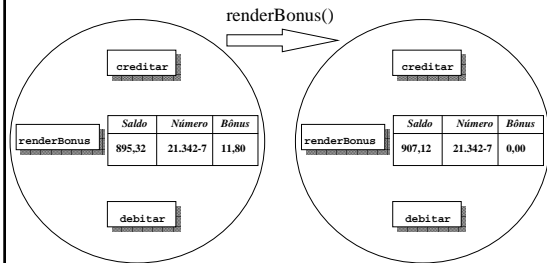 renderBonus()
creditar
renderBonus
Saldo Número Bônus
895,32 21.342-7 11,80
debitar
creditar
renderBonus
Saldo Número Bônus
907,12 21.342-7 0,00
debitar